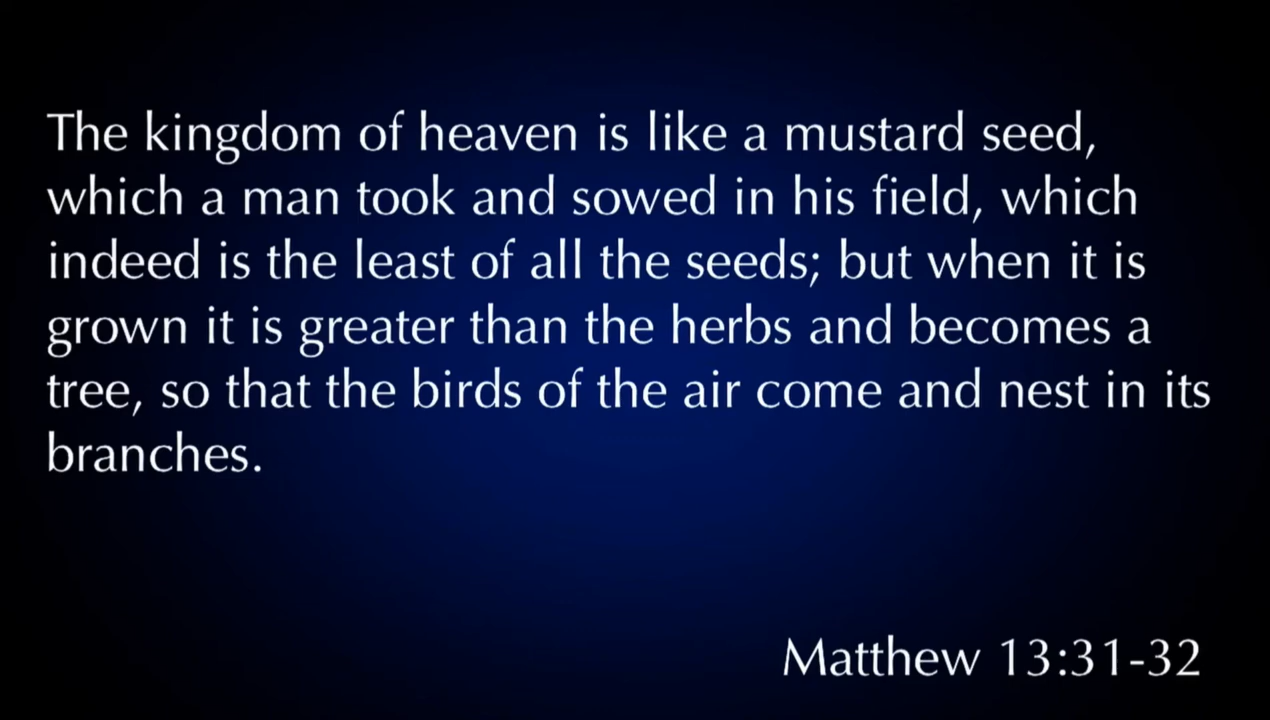 The kingdom of heaven is like a mustard seed,
which a man took and sowed in his field, which
indeed is the least of all the seeds; but when it is
grown it is greater than the herbs and becomes a
tree, so that the birds of the air come and nest in its
branches.
Matthew 13:31-32